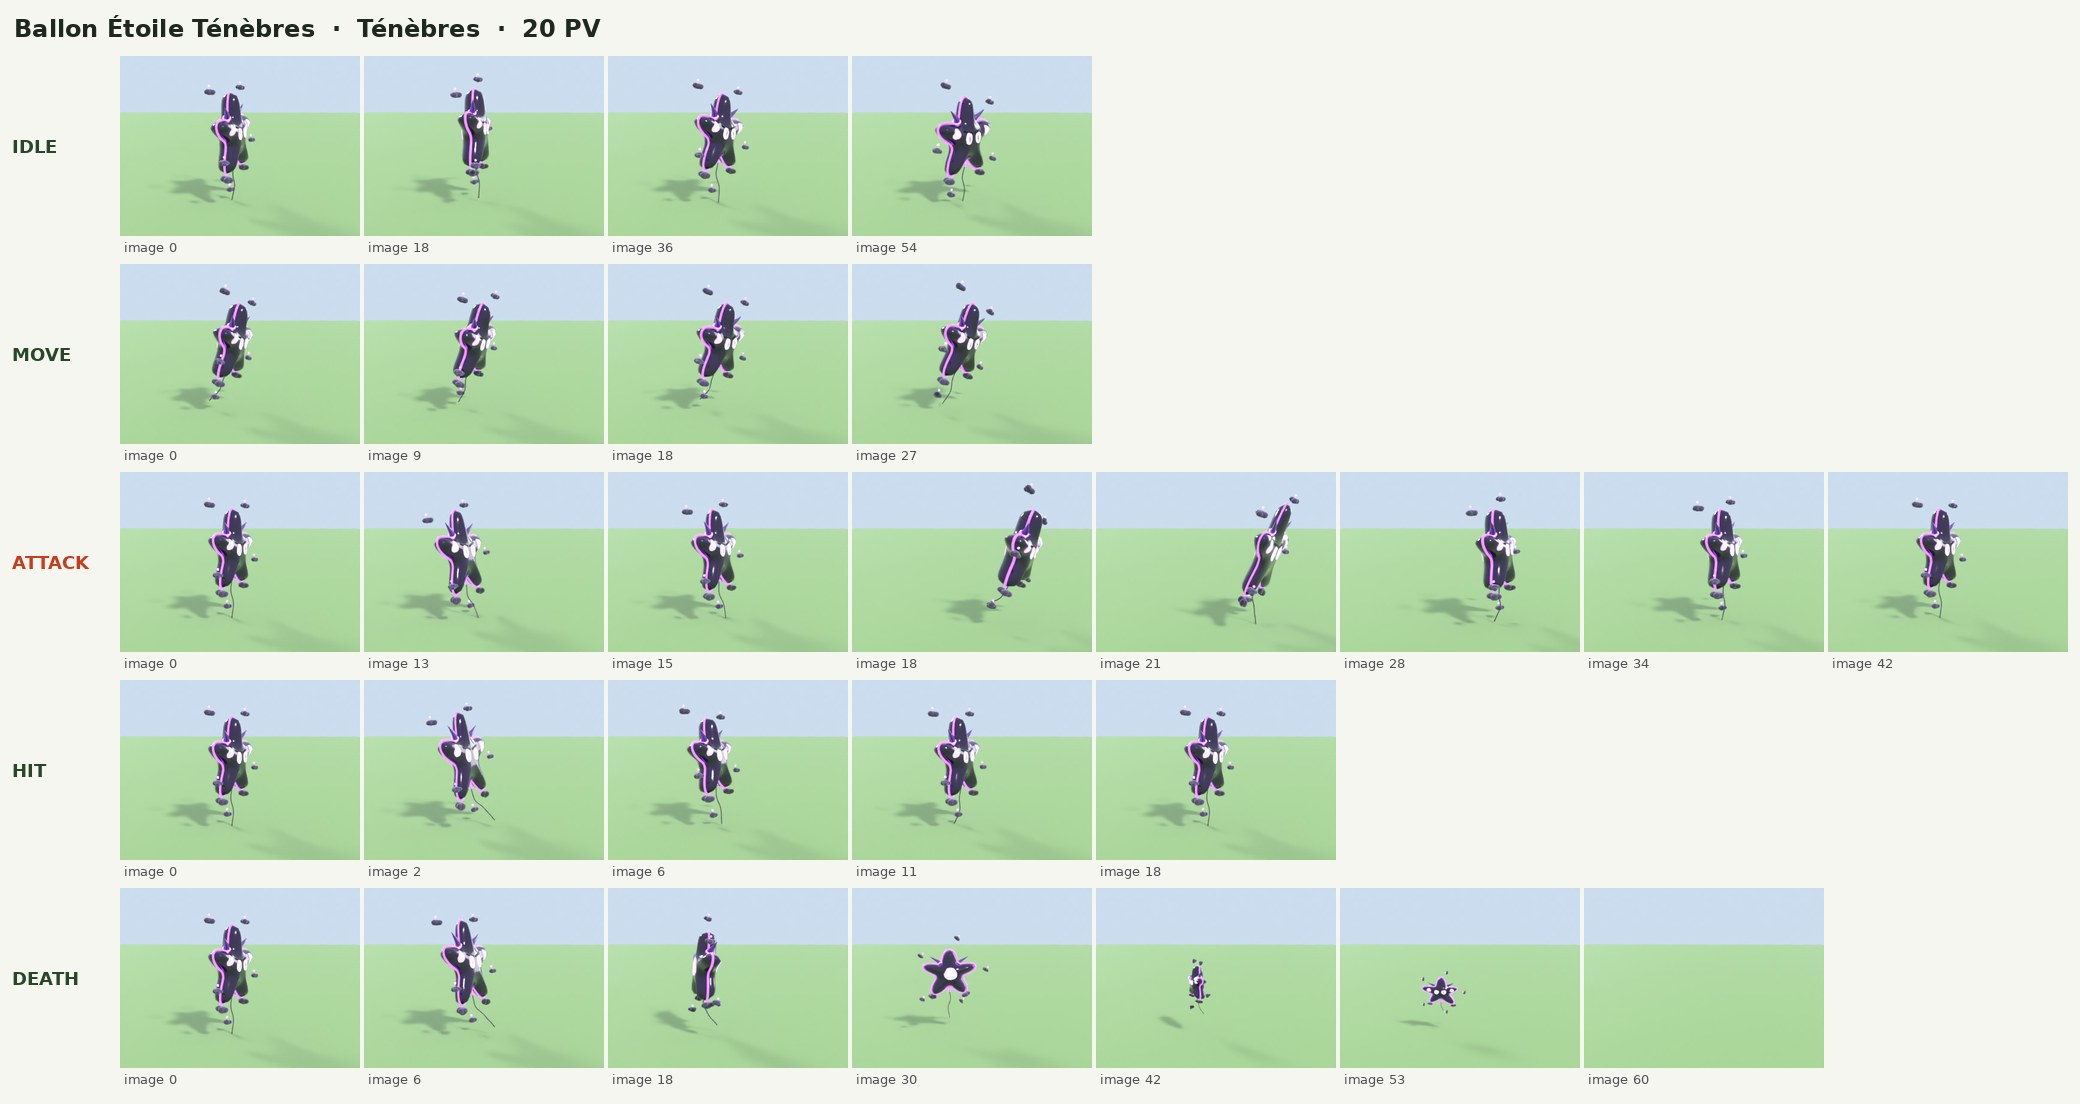 Ballon Étoile Ténèbres · Ténèbres · 20 PV
IDLE
image 0 image 18 image 36 image 54
MOVE
image 0 image 9 image 18 image 27
ATTACK
image 0 image 13 image 15 image 18 image 21 image 28 image 34 image 42
HIT
image 0 image 2 image 6 image 11 image 18
DEATH
image 0 image 6 image 18 image 30 image 42 image 53 image 60